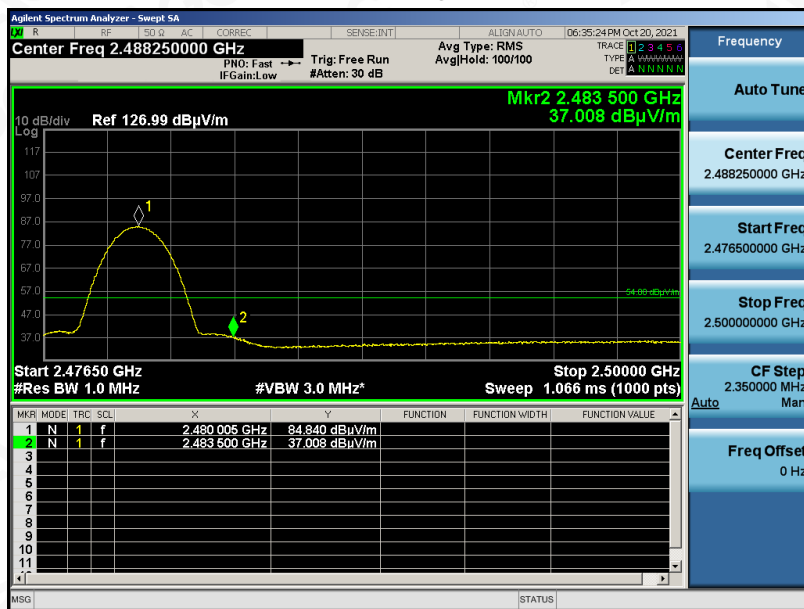 Agilent Spectrum Analyzer - Swept SA
LXI R RF 50 Ω AC CORREC SENSE:INT ALIGN AUTO 06:35:24 PM Oct 20, 2021
Center Freq 2.488250000 GHz
PNO: Fast
IFGain:Low
Trig: Free Run
#Atten: 30 dB
Avg Type: RMS
Avg|Hold: 100/100
TRACE 1 2 3 4 5 6
TYPE A WWWWWW
DET A N N N N N
Mkr2 2.483 500 GHz
37.008 dBµV/m
10 dB/div Ref 126.99 dBµV/m
Log
117
107
97.0
87.0
77.0
67.0
57.0
47.0
37.0
1
2
54.00 dBµV/m
Start 2.47650 GHz Stop 2.50000 GHz
#Res BW 1.0 MHz #VBW 3.0 MHz* Sweep 1.066 ms (1000 pts)
MKR MODE TRC SCL X Y FUNCTION FUNCTION WIDTH FUNCTION VALUE
1 N 1 f 2.480 005 GHz 84.840 dBµV/m
2 N 1 f 2.483 500 GHz 37.008 dBµV/m
3
4
5
6
7
8
9
10
11
MSG STATUS
Frequency
Auto Tune
Center Freq
2.488250000 GHz
Start Freq
2.476500000 GHz
Stop Freq
2.500000000 GHz
CF Step
2.350000 MHz
Auto Man
Freq Offset
0 Hz